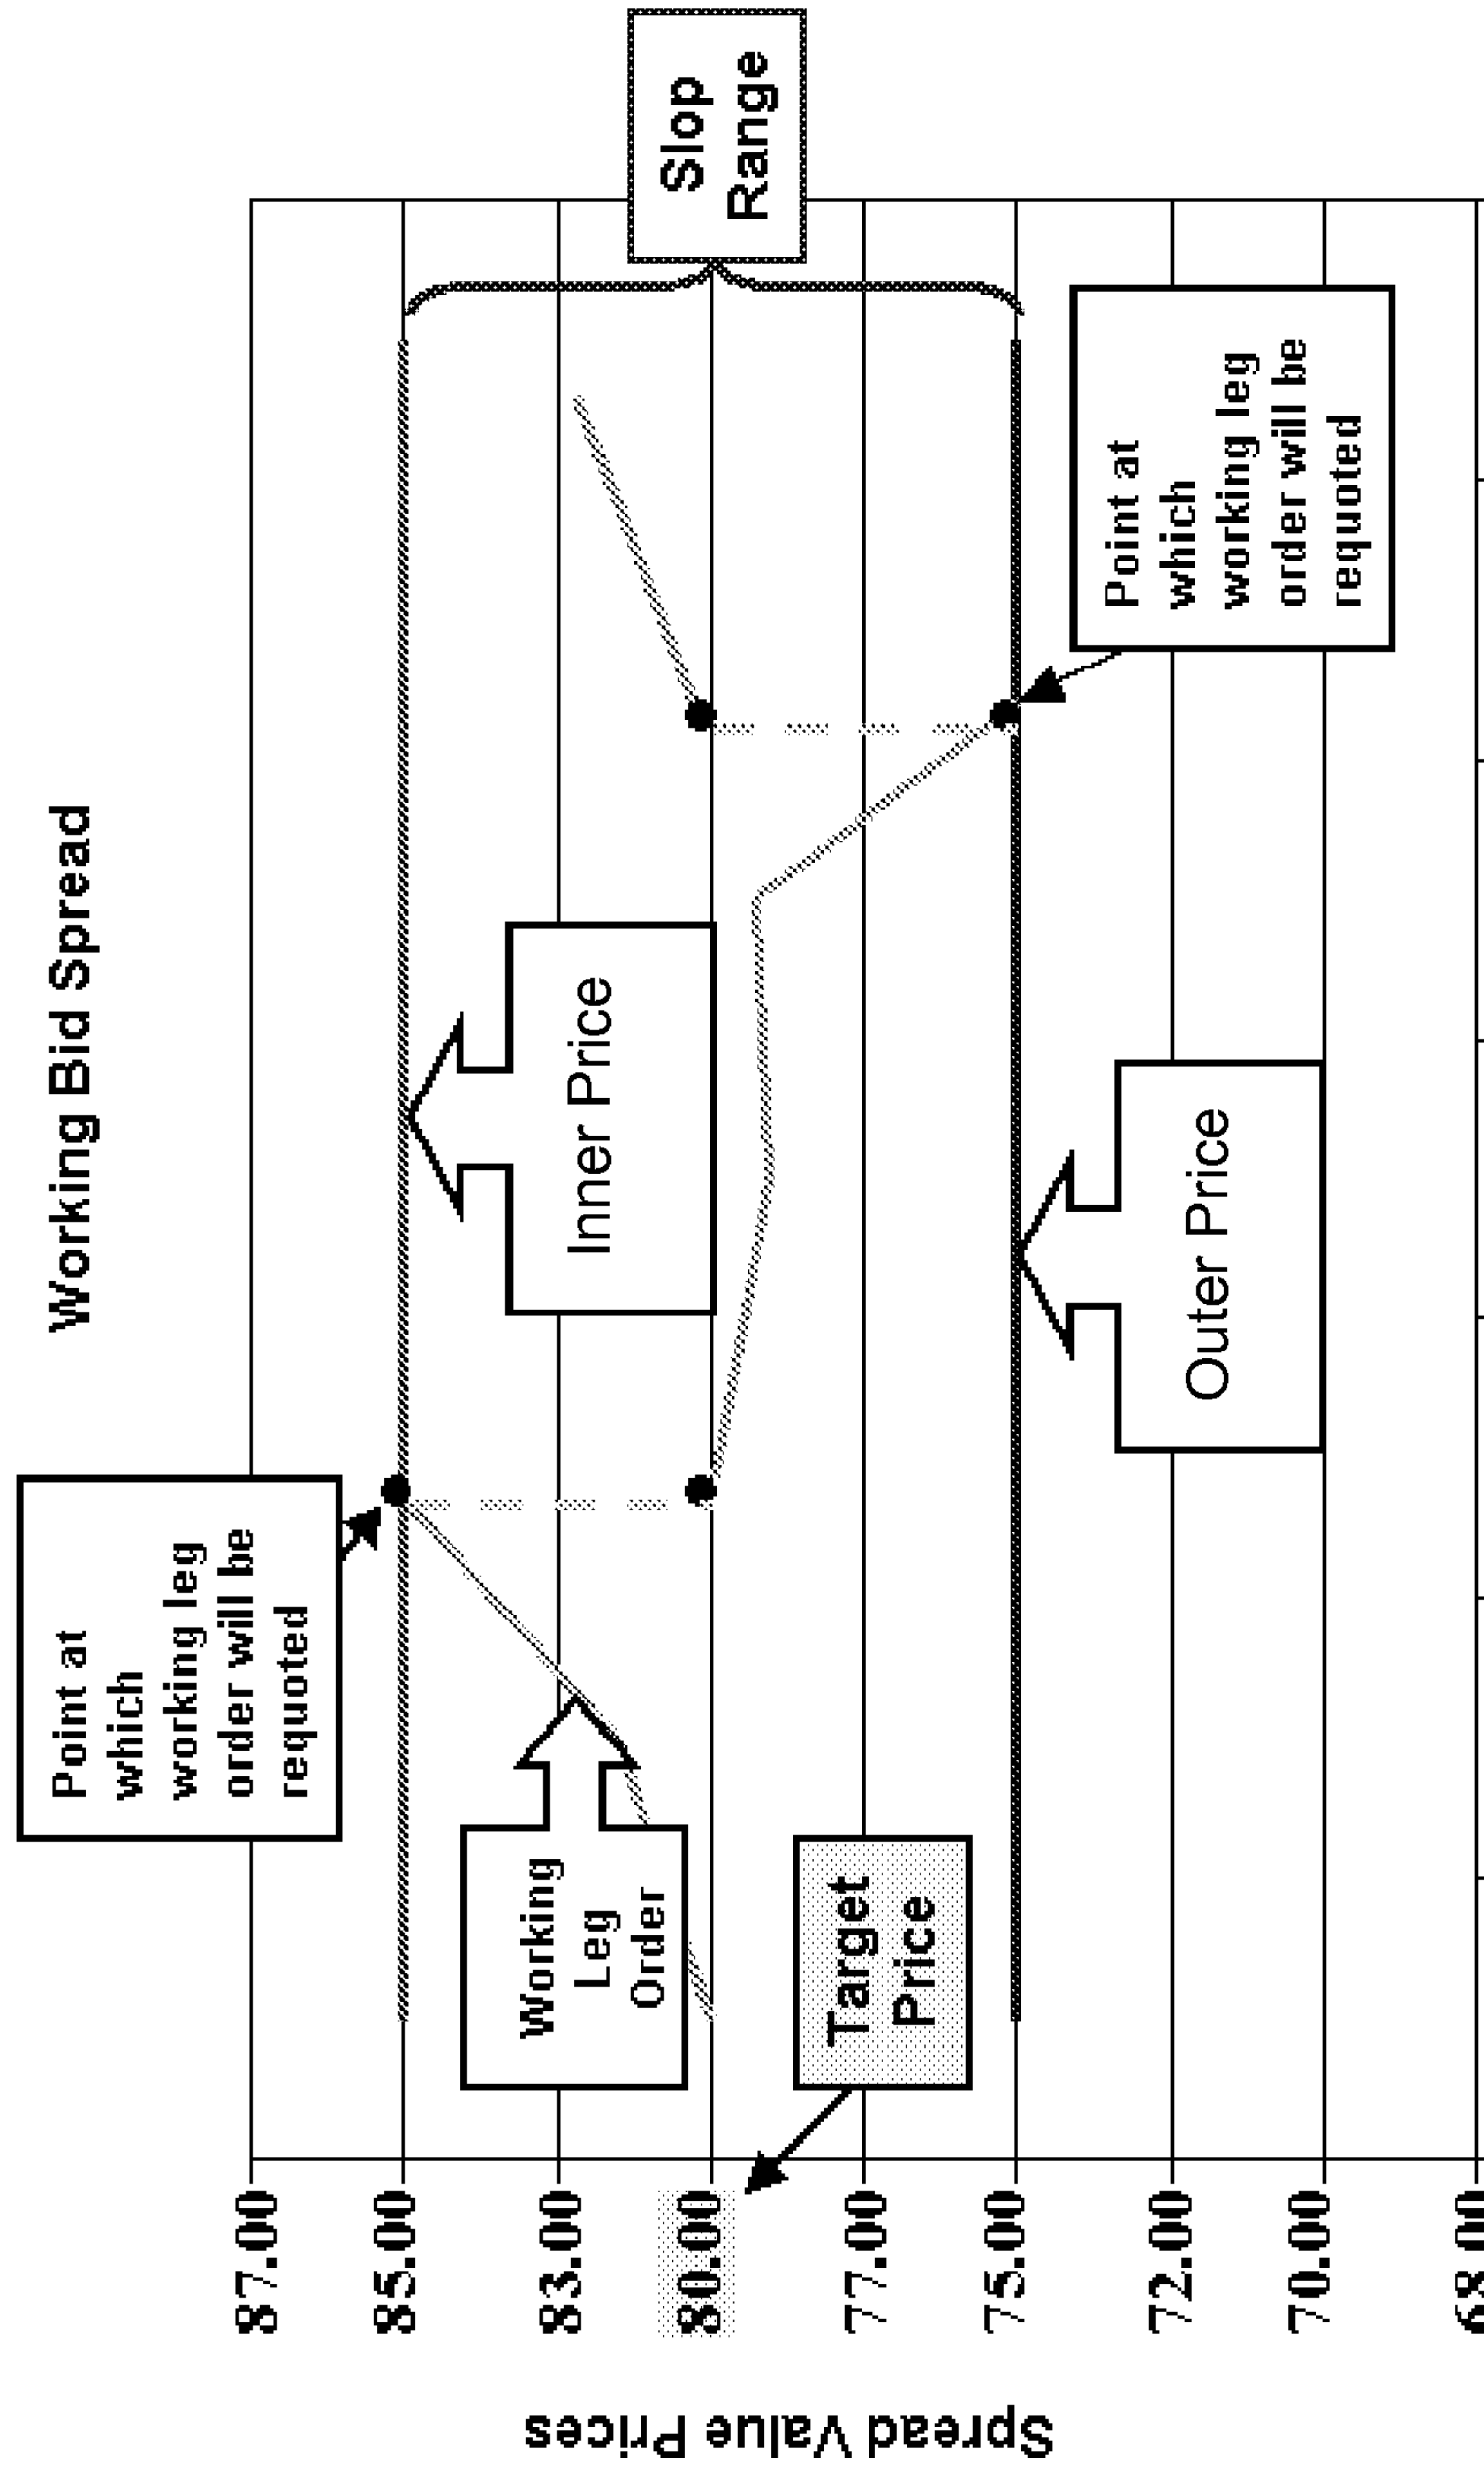 Working Bid Spread
Point at
which
working leg
order will be
requoted
Working
Leg
Order
Inner Price
Slop
Range
Target
Price
Outer Price
Point at
which
working leg
order will be
requoted
Spread Value Prices
87.00
85.00
83.00
80.00
77.00
75.00
72.00
70.00
68.00